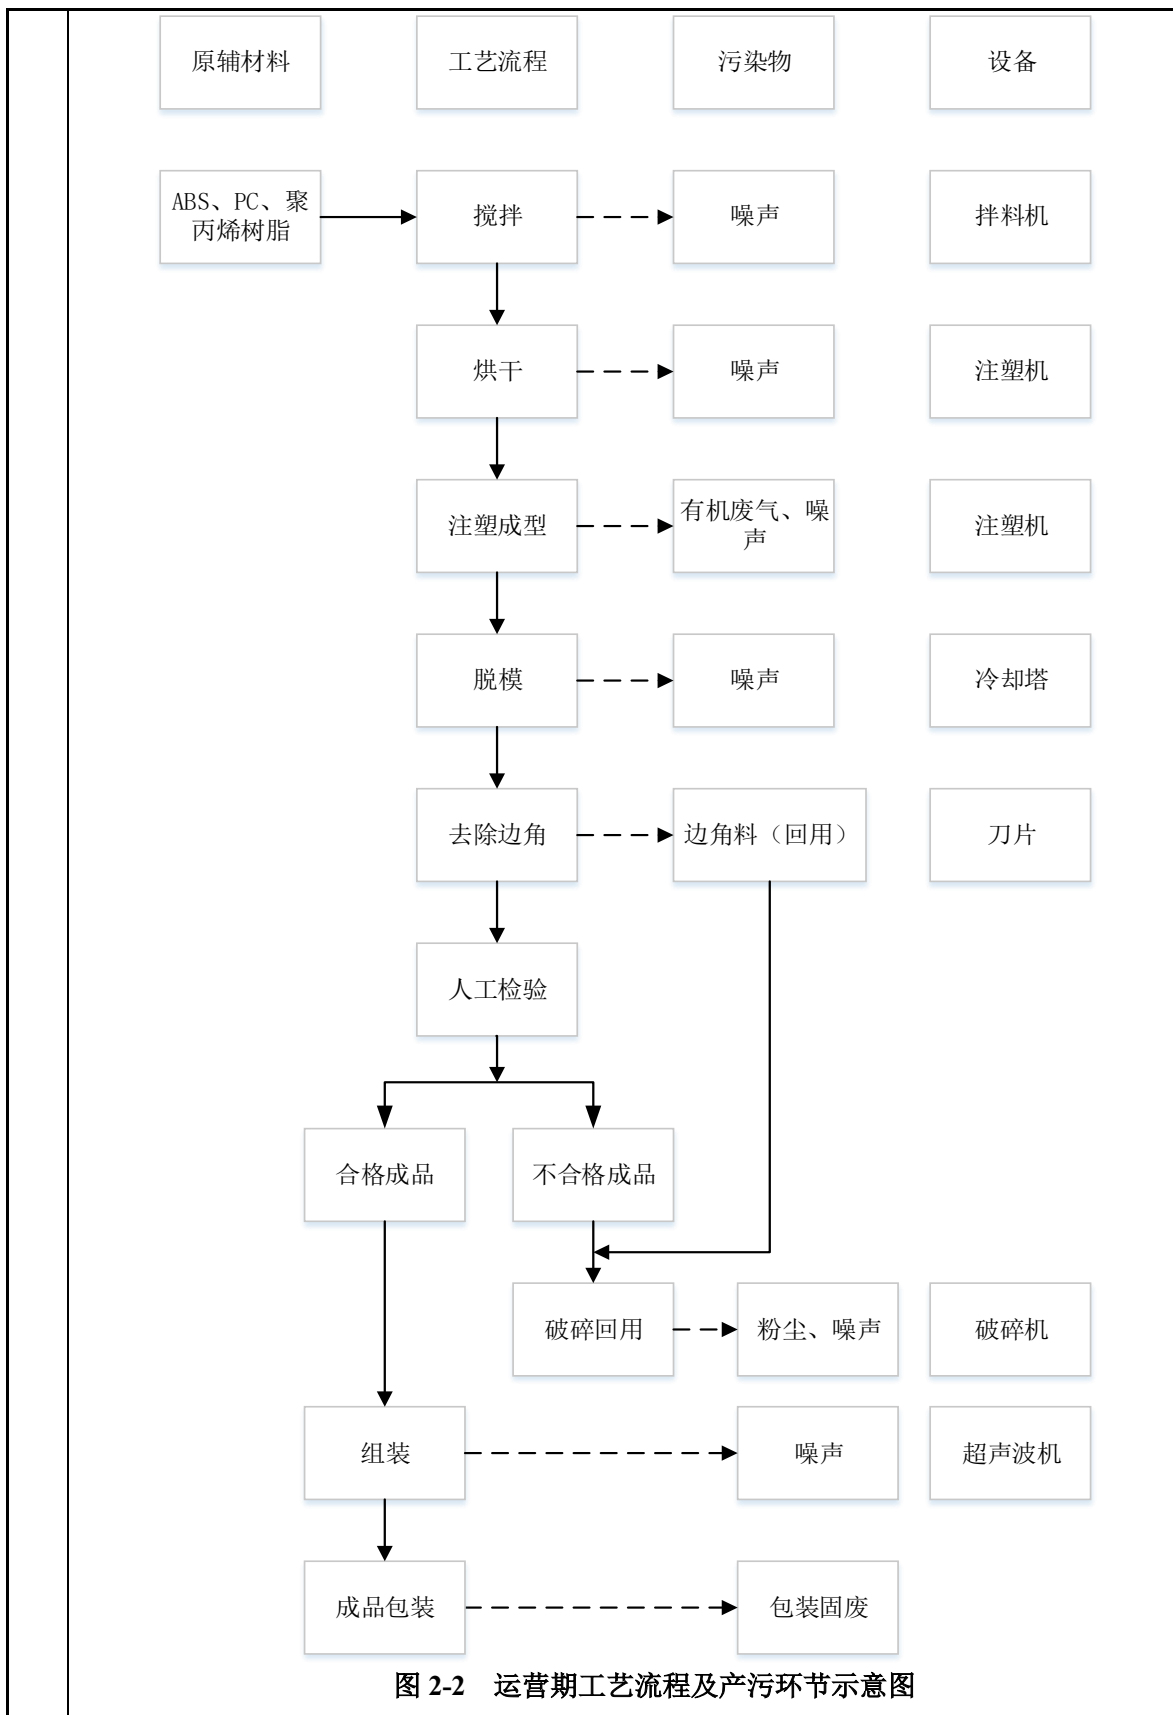 原辅材料
工艺流程
污染物
设备
ABS、PC、聚
丙烯树脂
搅拌
噪声
拌料机
烘干
噪声
注塑机
注塑成型
有机废气、噪
声
注塑机
脱模
噪声
冷却塔
去除边角
边角料（回用）
刀片
人工检验
合格成品
不合格成品
破碎回用
粉尘、噪声
破碎机
组装
噪声
超声波机
成品包装
包装固废
图 2-2 运营期工艺流程及产污环节示意图